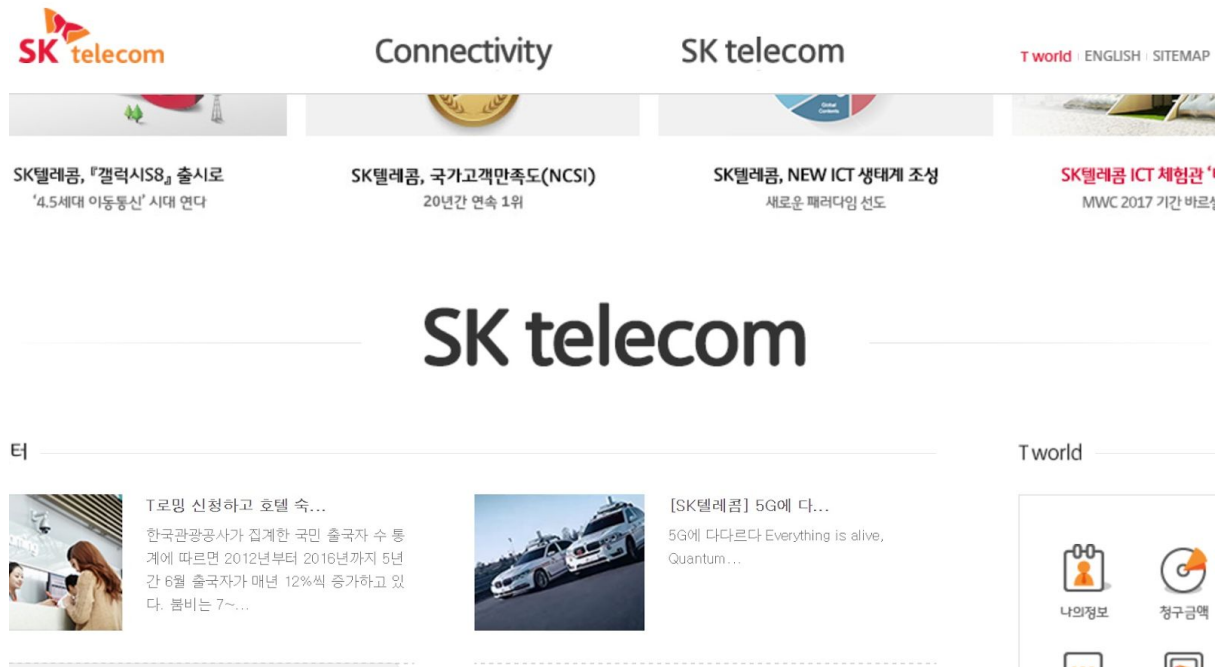 SK telecom
Connectivity
SK telecom
T world ENGLISH SITEMAP
Global
Contents
SK텔레콤, 『갤럭시S8』 출시로
'4.5세대 이동통신' 시대 연다
SK텔레콤, 국가고객만족도(NCSI)
20년간 연속 1위
SK텔레콤, NEW ICT 생태계 조성
새로운 패러다임 선도
SK텔레콤 ICT 체험관 '
MWC 2017 기간
SK telecom
터
T로밍 신청하고 호텔 숙...
한국관광공사가 집계한 국민 출국자 수 통
계에 따르면 2012년부터 2016년까지 5년
간 6월 출국자가 매년 12%씩 증가하고 있
다. 붐비는 7~...
[SK텔레콤] 5G에 다...
5G에 다다르다 Everything is alive,
Quantum...
T world
나의정보
청구금액